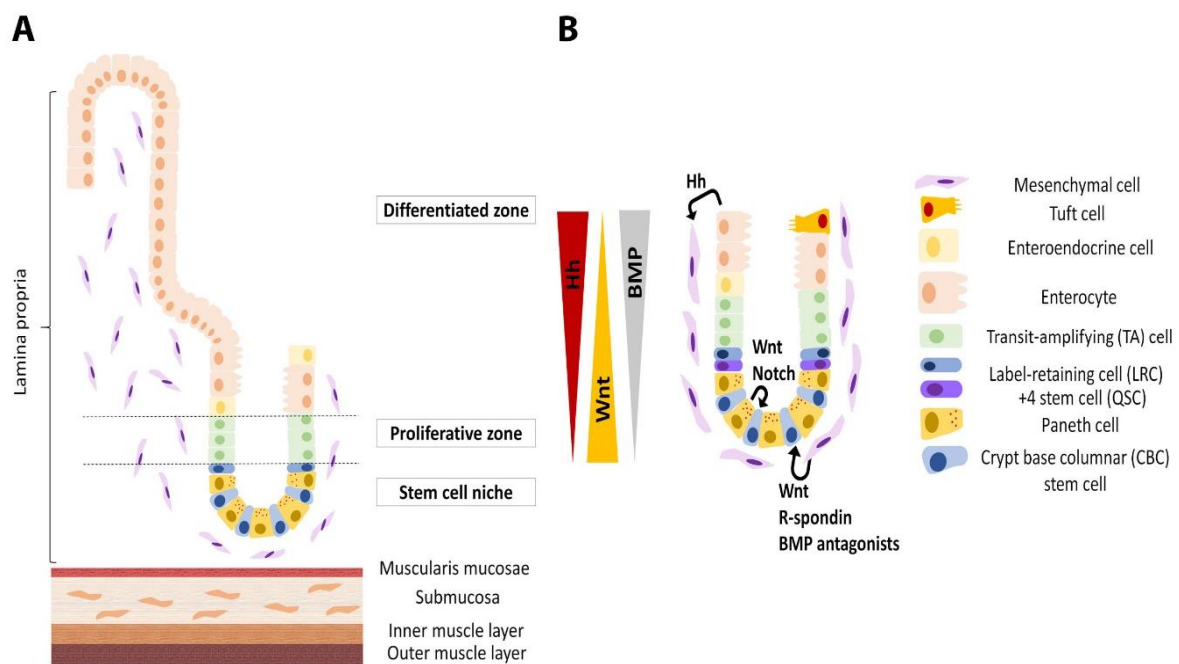 A
Lamina propria
Differentiated zone
Proliferative zone
Stem cell niche
Muscularis mucosae
Submucosa
Inner muscle layer
Outer muscle layer
B
Hh
Wnt
BMP
Hh
Wnt
Notch
Wnt
R-spondin
BMP antagonists
Mesenchymal cell
Tuft cell
Enteroendocrine cell
Enterocyte
Transit-amplifying (TA) cell
Label-retaining cell (LRC)
+4 stem cell (QSC)
Paneth cell
Crypt base columnar (CBC)
stem cell